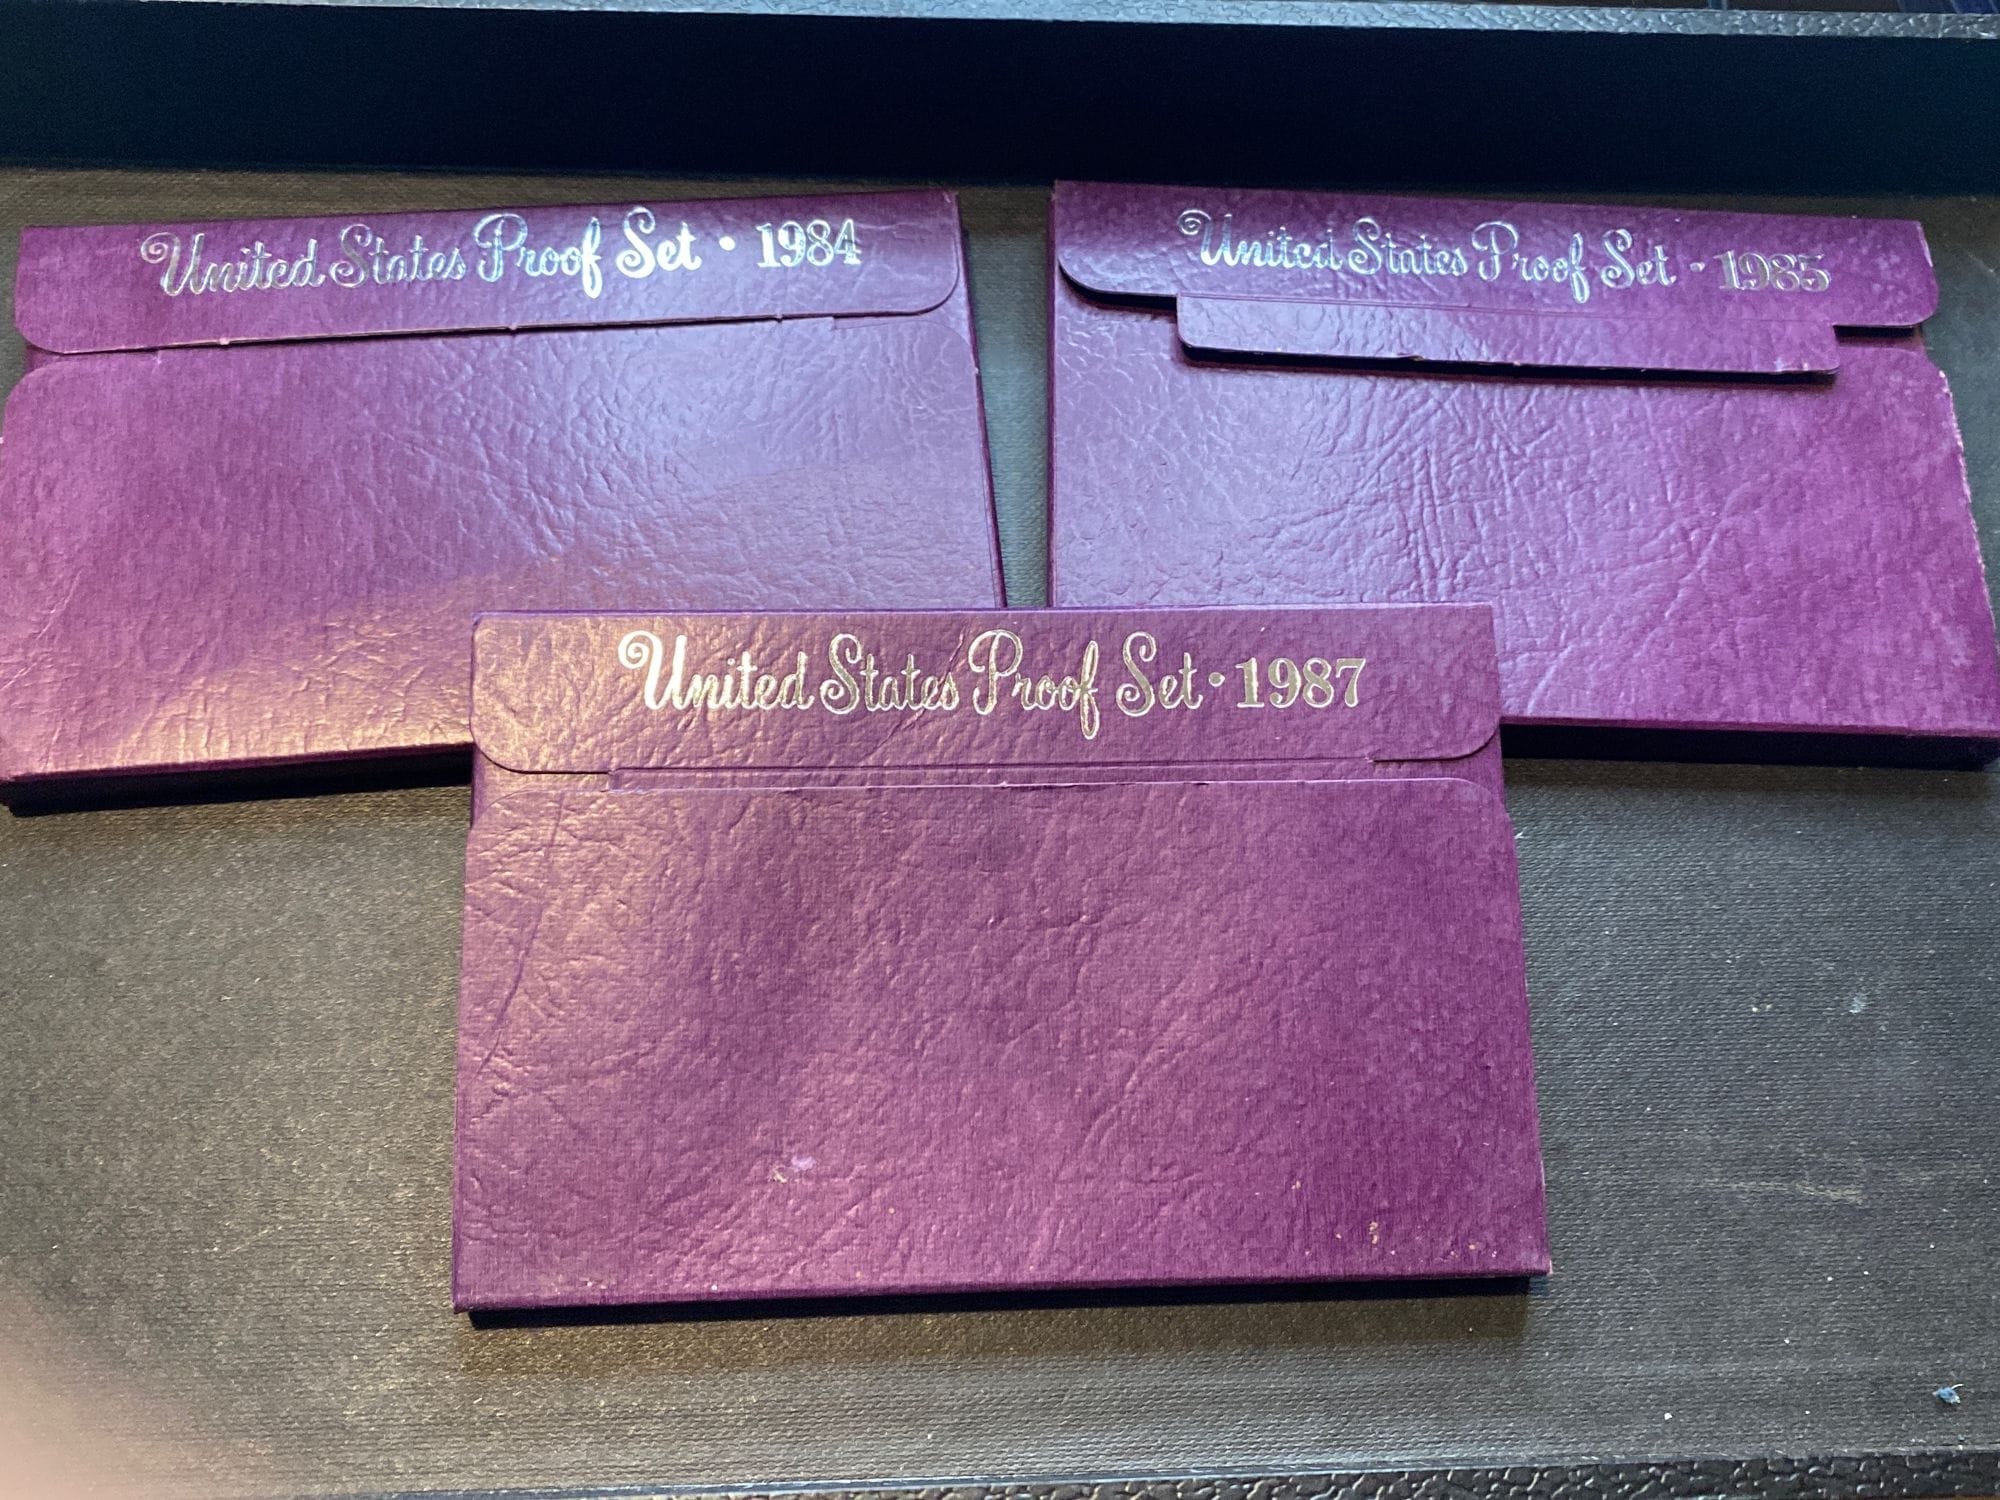 United States Proof Set · 1984
United States Proof Set · 1985
United States Proof Set · 1987